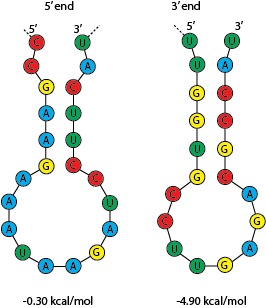 5' end 3' end
5' 3' 5' 3'
C U U U
C A U A
G C G C
A U G C
A U U G
G C G C
A C C A
A U C G
A A U A
U G U G
A A
-0.30 kcal/mol -4.90 kcal/mol